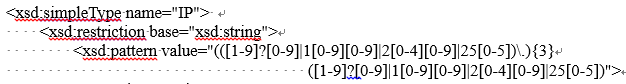 <xsd:simpleType name="IP">
<xsd:restriction base="xsd:string">
<xsd:pattern value="(([1-9]?[0-9]|1[0-9][0-9]|2[0-4][0-9]|25[0-5])\.){3}
([1-9]?[0-9]|1[0-9][0-9]|2[0-4][0-9]|25[0-5])">